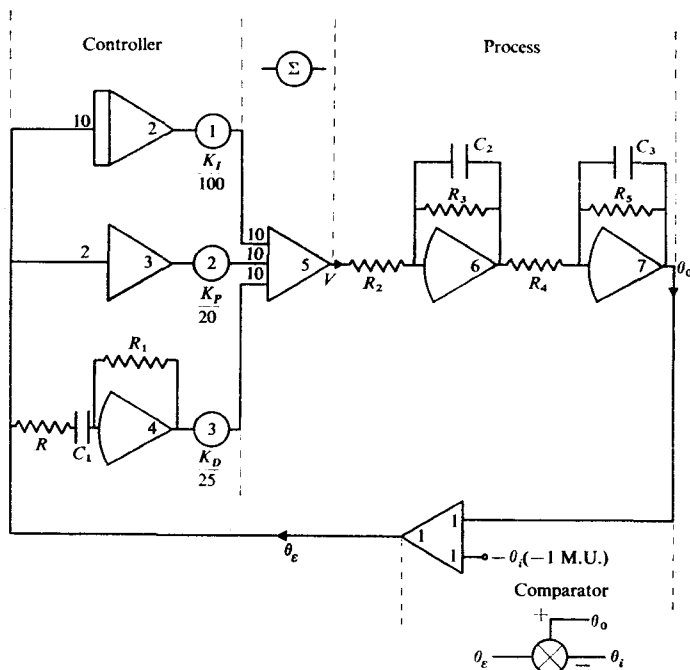 Controller
Process
Σ
10
2
1
K_I
100
2
3
2
K_P
20
10
10
10
5
V
R_2
C_2
R_3
6
R_4
C_3
R_5
7
θ_o
R_1
R
C_1
4
3
K_D
25
θ_ε
1
1
1
− θ_i (−1 M.U.)
Comparator
+
θ_o
θ_ε
−
θ_i